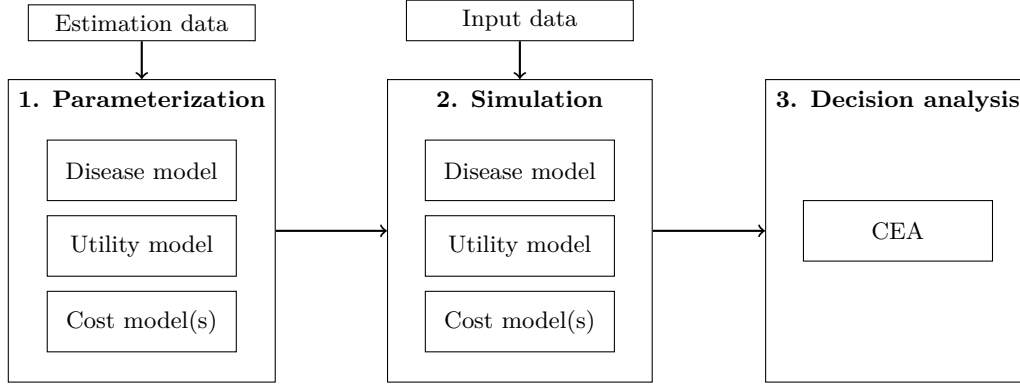 Estimation data
Input data
1. Parameterization
2. Simulation
3. Decision analysis
Disease model
Disease model
Utility model
Utility model
CEA
Cost model(s)
Cost model(s)